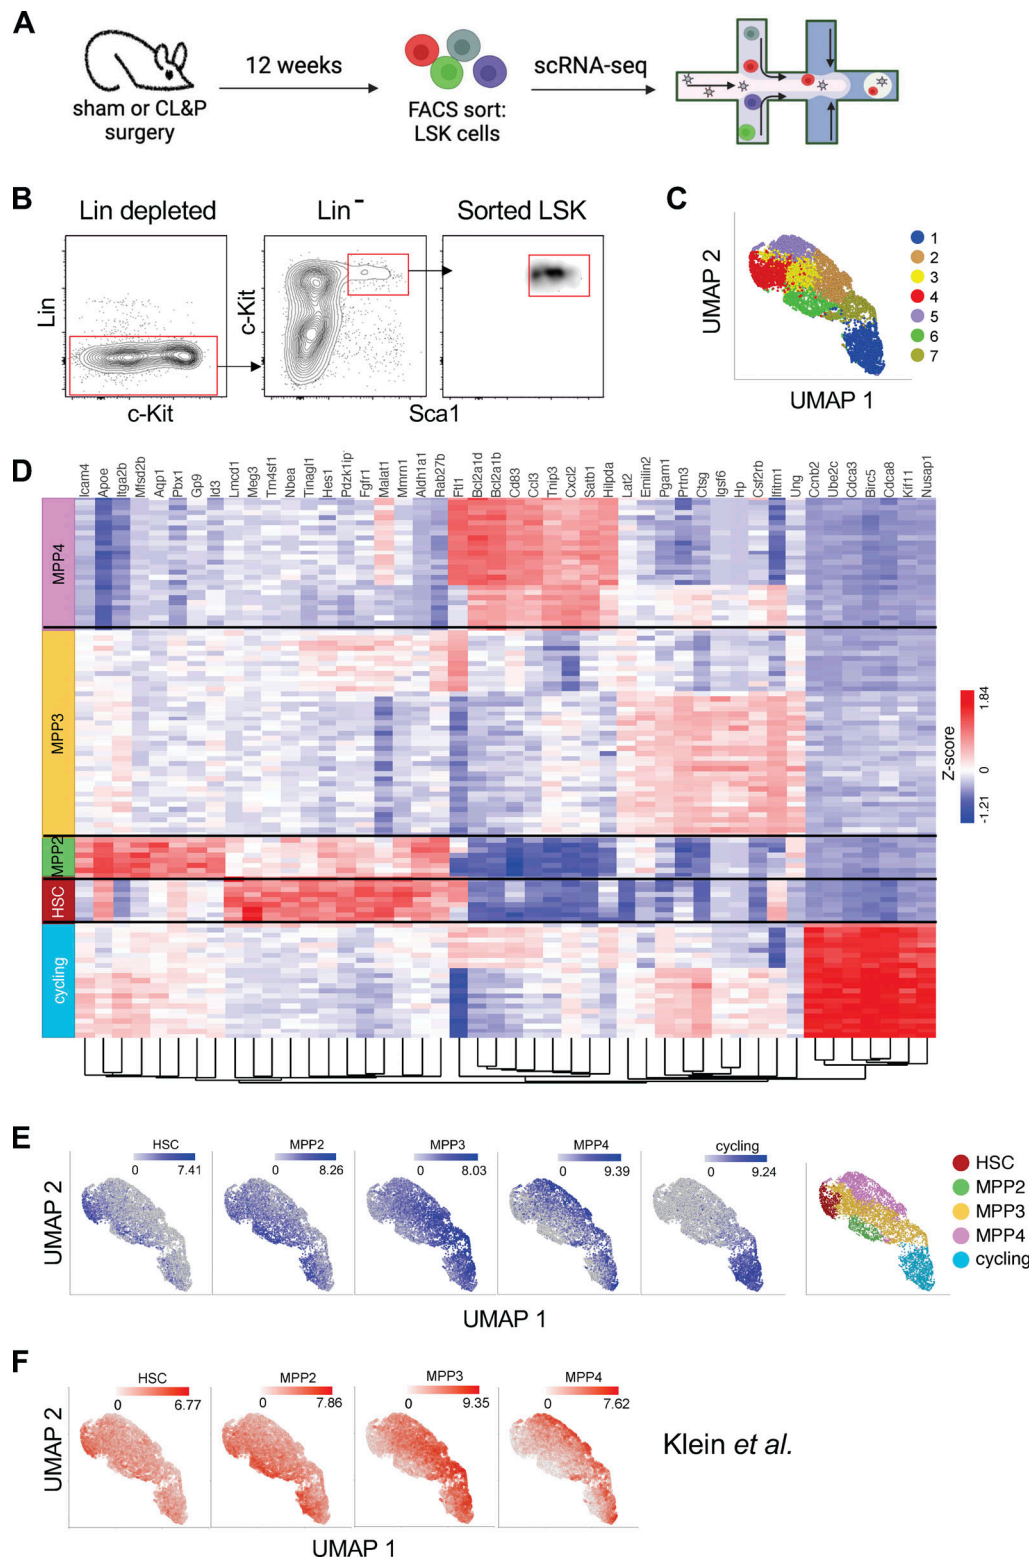 A
sham or CL&P
surgery
12 weeks
FACS sort:
LSK cells
scRNA-seq
B
Lin depleted
Lin⁻
Sorted LSK
Lin
c-Kit
c-Kit
Sca1
C
UMAP 2
UMAP 1
1
2
3
4
5
6
7
D
Icam4
Apoe
Itga2b
Mfsd2b
Aqp1
Pbx1
Gp9
Id3
Lmcd1
Meg3
Tm4sf1
Nbea
Tinagl1
Hes1
Pdzk1ip
Fgfr1
Malat1
Mmrn1
Aldh1a1
Rab27b
Ftl1
Bcl2a1d
Bcl2a1b
Cd83
Ccl3
Tnip3
Cxcl2
Satb1
Hilpda
Lat2
Emilin2
Pgam1
Prtn3
Ctsg
Igsf6
Hp
Csf2rb
Ifitm1
Ung
Ccnb2
Ube2c
Cdca3
Birc5
Cdca8
Kif11
Nusap1
MPP4
MPP3
MPP2
HSC
cycling
Z-score
1.84
0
-1.21
E
UMAP 2
HSC
0 7.41
MPP2
0 8.26
MPP3
0 8.03
MPP4
0 9.39
cycling
0 9.24
UMAP 1
HSC
MPP2
MPP3
MPP4
cycling
F
UMAP 2
HSC
0 6.77
MPP2
0 7.86
MPP3
0 9.35
MPP4
0 7.62
Klein et al.
UMAP 1